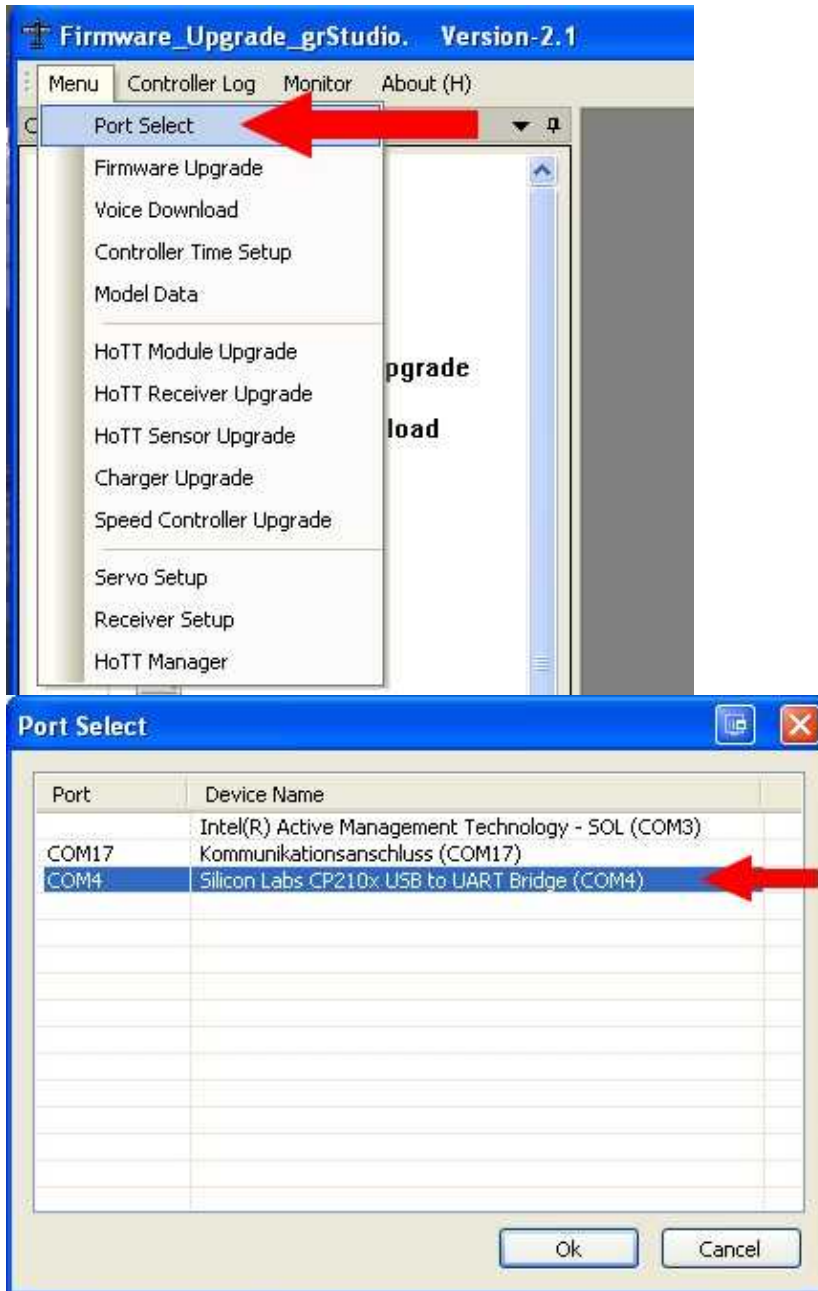 Firmware_Upgrade_grStudio. Version-2.1
Menu Controller Log Monitor About (H)
Port Select
Firmware Upgrade
Voice Download
Controller Time Setup
Model Data
HoTT Module Upgrade
pgrade
HoTT Receiver Upgrade
HoTT Sensor Upgrade
load
Charger Upgrade
Speed Controller Upgrade
Servo Setup
Receiver Setup
HoTT Manager
Port Select
Port Device Name
Intel(R) Active Management Technology - SOL (COM3)
COM17 Kommunikationsanschluss (COM17)
COM4 Silicon Labs CP210x USB to UART Bridge (COM4)
Ok Cancel